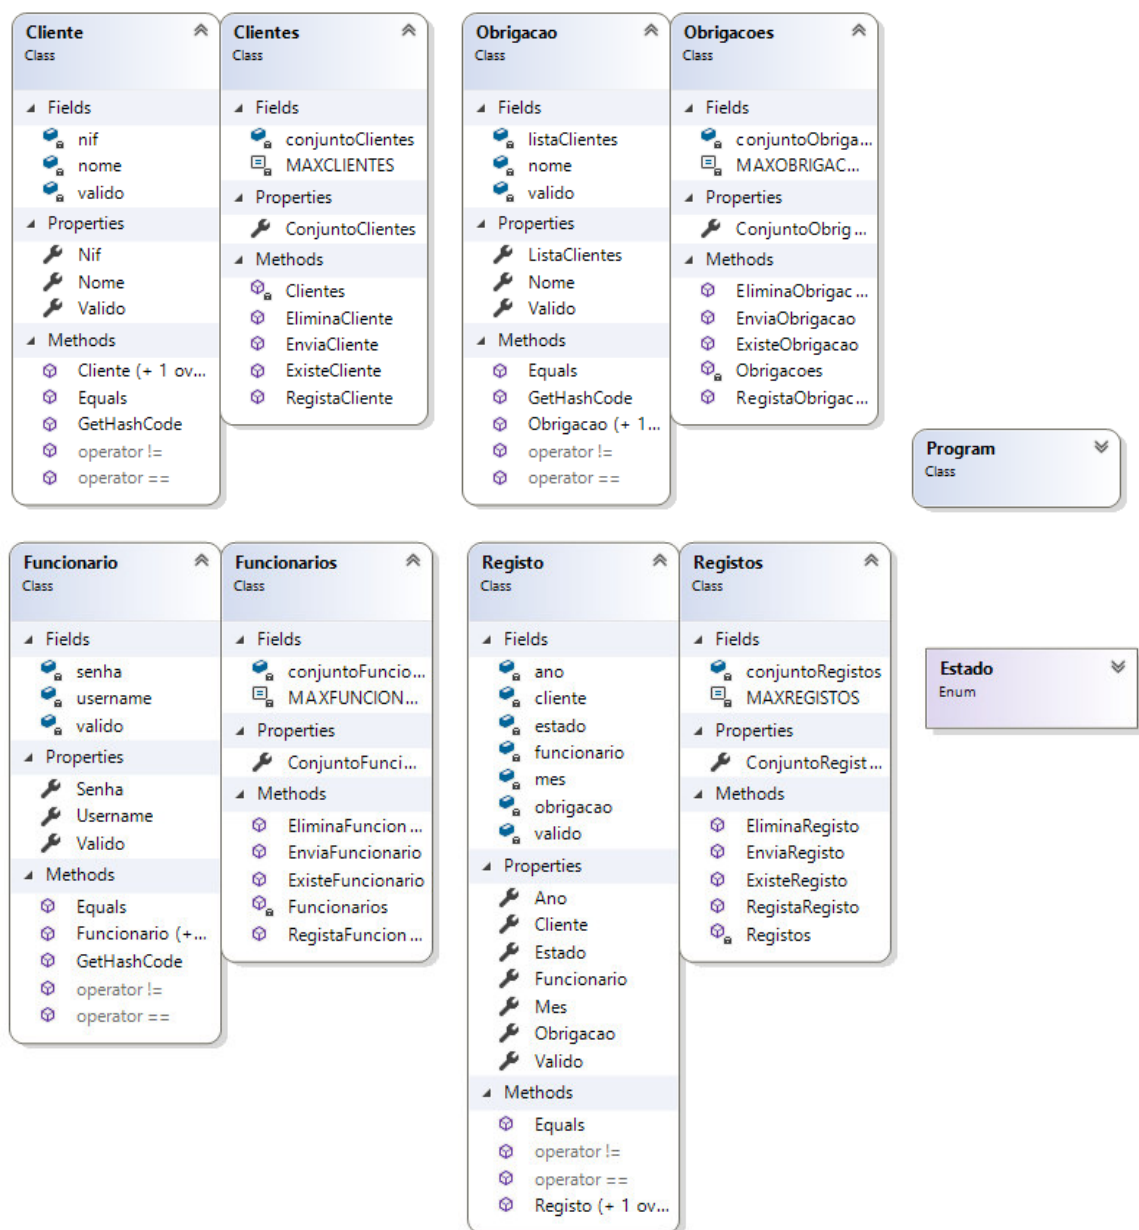 Cliente
Class
Fields
nif
nome
valido
Properties
Nif
Nome
Valido
Methods
Cliente (+ 1 ov...
Equals
GetHashCode
operator !=
operator ==
Clientes
Class
Fields
conjuntoClientes
MAXCLIENTES
Properties
ConjuntoClientes
Methods
Clientes
EliminaCliente
EnviaCliente
ExisteCliente
RegistaCliente
Obrigacao
Class
Fields
listaClientes
nome
valido
Properties
ListaClientes
Nome
Valido
Methods
Equals
GetHashCode
Obrigacao (+ 1...
operator !=
operator ==
Obrigacoes
Class
Fields
conjuntoObriga...
MAXOBRIGAC...
Properties
ConjuntoObrig...
Methods
EliminaObrigac...
EnviaObrigacao
ExisteObrigacao
Obrigacoes
RegistaObrigac...
Program
Class
Funcionario
Class
Fields
senha
username
valido
Properties
Senha
Username
Valido
Methods
Equals
Funcionario (+...
GetHashCode
operator !=
operator ==
Funcionarios
Class
Fields
conjuntoFuncio...
MAXFUNCION...
Properties
ConjuntoFunci...
Methods
EliminaFuncion...
EnviaFuncionario
ExisteFuncionario
Funcionarios
RegistaFuncion...
Registo
Class
Fields
ano
cliente
estado
funcionario
mes
obrigacao
valido
Properties
Ano
Cliente
Estado
Funcionario
Mes
Obrigacao
Valido
Methods
Equals
operator !=
operator ==
Registo (+ 1 ov...
Registos
Class
Fields
conjuntoRegistos
MAXREGISTOS
Properties
ConjuntoRegist...
Methods
EliminaRegisto
EnviaRegisto
ExisteRegisto
RegistaRegisto
Registos
Estado
Enum